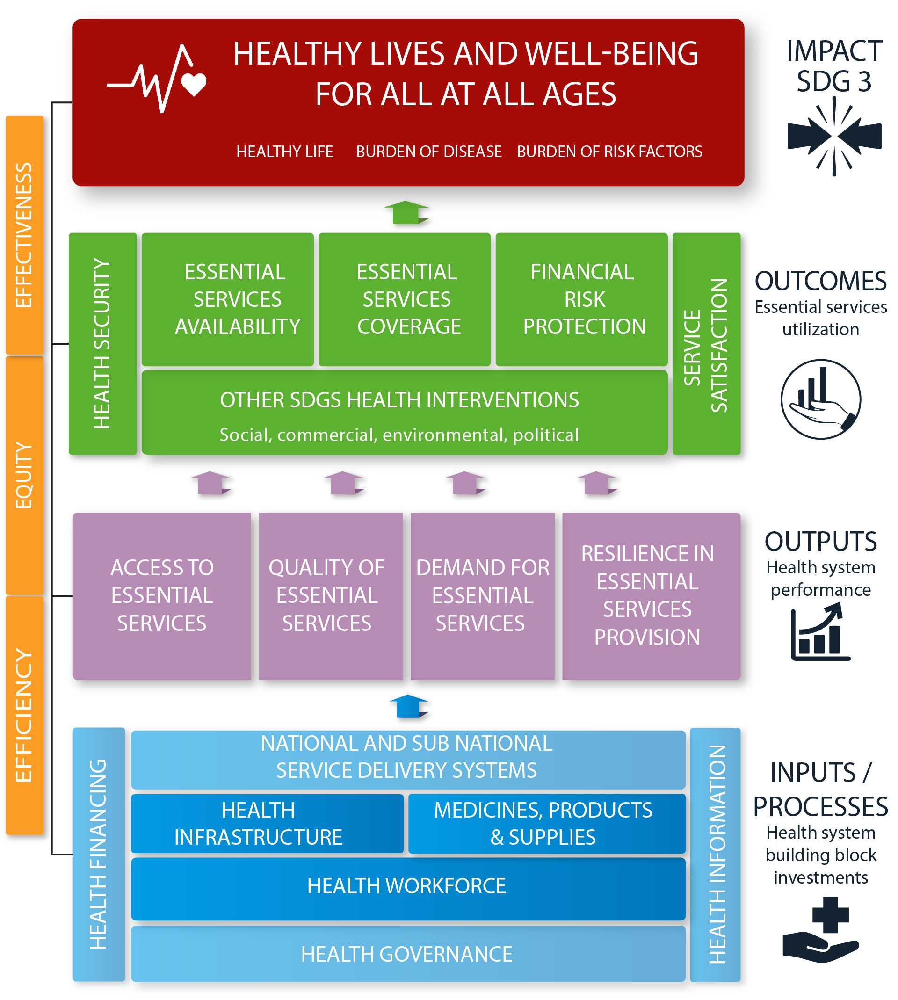 HEALTHY LIVES AND WELL-BEING
FOR ALL AT ALL AGES
HEALTHY LIFE BURDEN OF DISEASE BURDEN OF RISK FACTORS
IMPACT
SDG 3
EFFECTIVENESS
EQUITY
EFFICIENCY
HEALTH SECURITY
ESSENTIAL
SERVICES
AVAILABILITY
ESSENTIAL
SERVICES
COVERAGE
FINANCIAL
RISK
PROTECTION
SERVICE
SATISFACTION
OTHER SDGS HEALTH INTERVENTIONS
Social, commercial, environmental, political
OUTCOMES
Essential services
utilization
ACCESS TO
ESSENTIAL
SERVICES
QUALITY OF
ESSENTIAL
SERVICES
DEMAND FOR
ESSENTIAL
SERVICES
RESILIENCE IN
ESSENTIAL
SERVICES
PROVISION
OUTPUTS
Health system
performance
HEALTH FINANCING
NATIONAL AND SUB NATIONAL
SERVICE DELIVERY SYSTEMS
HEALTH
INFRASTRUCTURE
MEDICINES, PRODUCTS
& SUPPLIES
HEALTH WORKFORCE
HEALTH GOVERNANCE
HEALTH INFORMATION
INPUTS /
PROCESSES
Health system
building block
investments